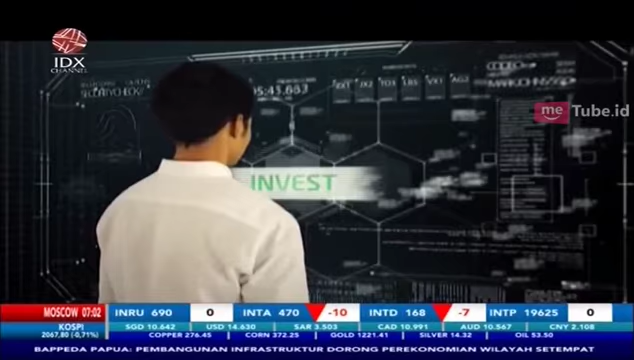 IDX
CHANNEL
me Tube.id
INVEST
MOSCOW 07:02 INRU 690 0 INTA 470 -10 INTD 168 -7 INTP 19625 0
KOSPI SGD 10.642 USD 14.630 SAR 3.503 CAD 10.991 AUD 10.567 CNY 2.108
2067,80 (-0,71%) COPPER 276.45 CORN 372.25 GOLD 1221.41 SILVER 14.32 OIL 53.50
BAPPEDA PAPUA: PEMBANGUNAN INFRASTRUKTUR DORONG PEREKONOMIAN WILAYAH SETEMPAT